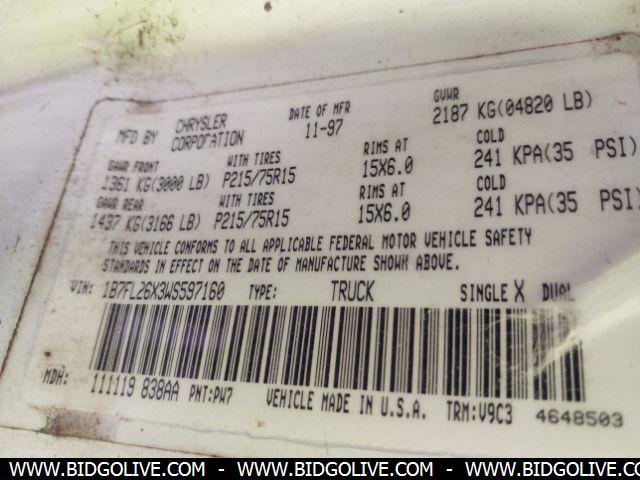 MFD BY CHRYSLER CORPORATION DATE OF MFR 11-97 GVWR 2187 KG(04820 LB)
GAWR FRONT WITH TIRES RIMS AT COLD
1361 KG(3000 LB) P215/75R15 15X6.0 241 KPA(35 PSI)
GAWR REAR WITH TIRES RIMS AT COLD
1437 KG(3166 LB) P215/75R15 15X6.0 241 KPA(35 PSI)
THIS VEHICLE CONFORMS TO ALL APPLICABLE FEDERAL MOTOR VEHICLE SAFETY
STANDARDS IN EFFECT ON THE DATE OF MANUFACTURE SHOWN ABOVE.
VIN: 1B7FL26X3WS597160 TYPE: TRUCK SINGLE X DUAL
MDH: 111119 838AA PNT:PW7 VEHICLE MADE IN U.S.A. TRM:V9C3 4648503
WWW.BIDGOLIVE.COM - WWW.BIDGOLIVE.COM - WWW.BIDGOLIVE.COM - WWW.BIDGOLIVE.COM